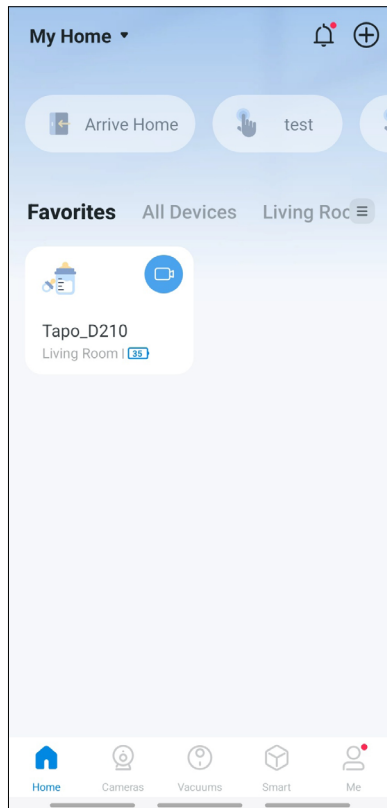 My Home
Arrive Home
test
Favorites All Devices Living Roo
Tapo_D210
Living Room | 35
Home Cameras Vacuums Smart Me